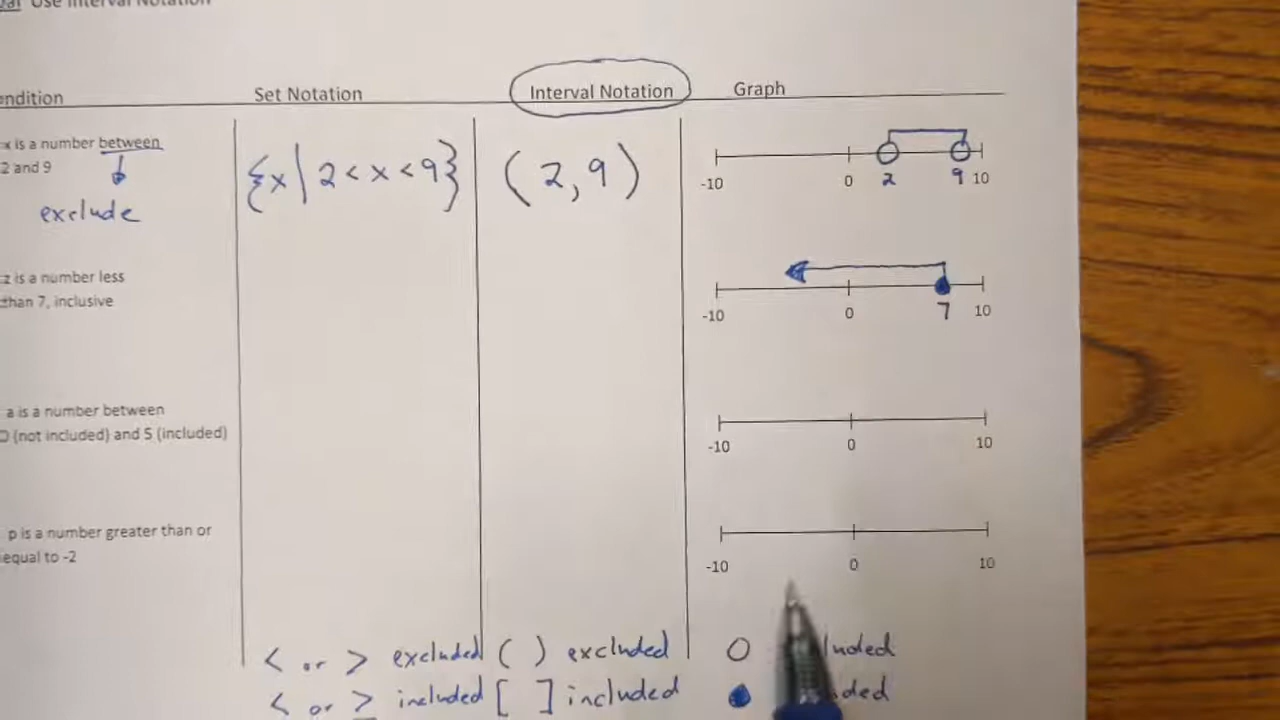 Use Interval Notation
Set Notation
Interval Notation
Graph
x is a number between
2 and 9
exclude
{x | 2 < x < 9}
(2, 9)
-10 0 2 9 10
z is a number less
than 7, inclusive
-10 0 7 10
a is a number between
(not included) and 5 (included)
-10 0 10
p is a number greater than or
equal to -2
-10 0 10
< or > excluded ( ) excluded
≤ or ≥ included [ ] included